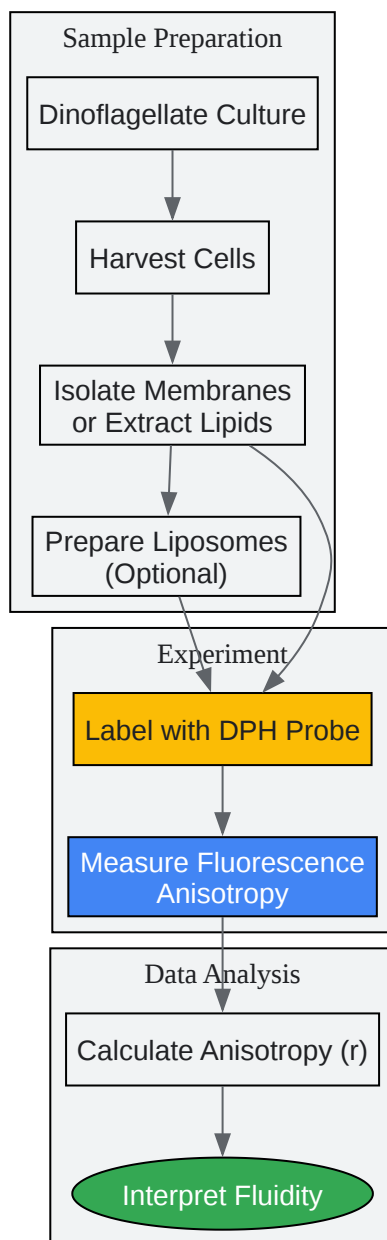 Sample Preparation
Dinoflagellate Culture
Harvest Cells
Isolate Membranes
or Extract Lipids
Prepare Liposomes
(Optional)
Experiment
Label with DPH Probe
Measure Fluorescence
Anisotropy
Data Analysis
Calculate Anisotropy (r)
Interpret Fluidity